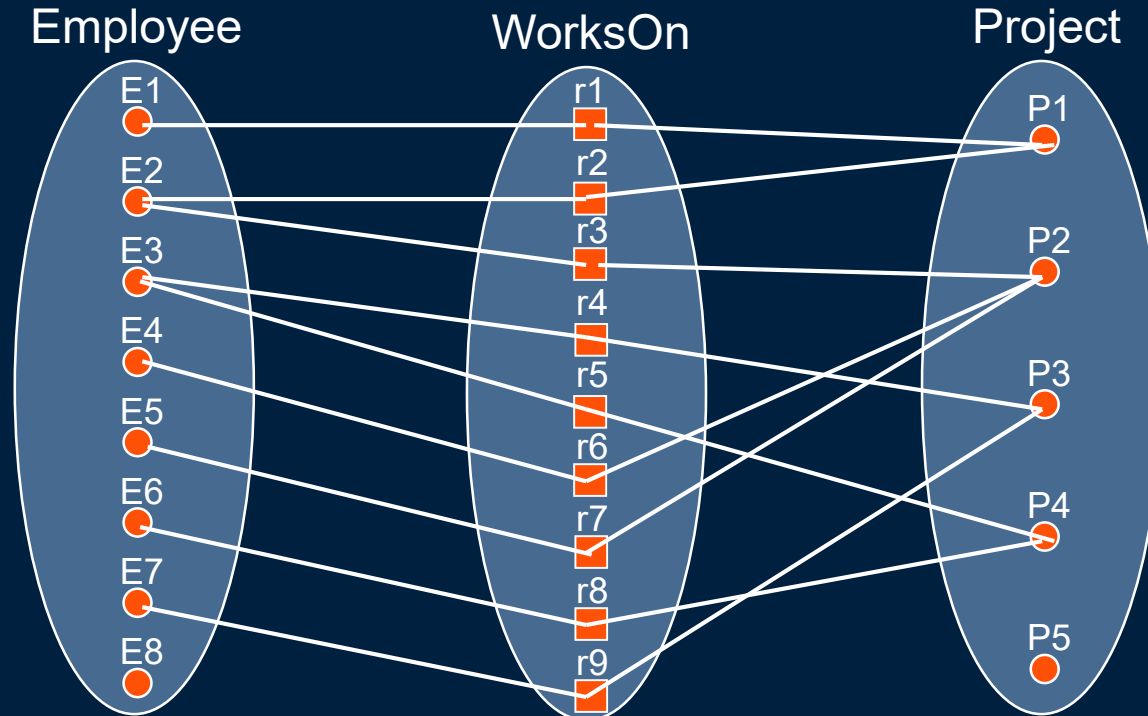 Employee
WorksOn
Project
E1
E2
E3
E4
E5
E6
E7
E8
r1
r2
r3
r4
r5
r6
r7
r8
r9
P1
P2
P3
P4
P5